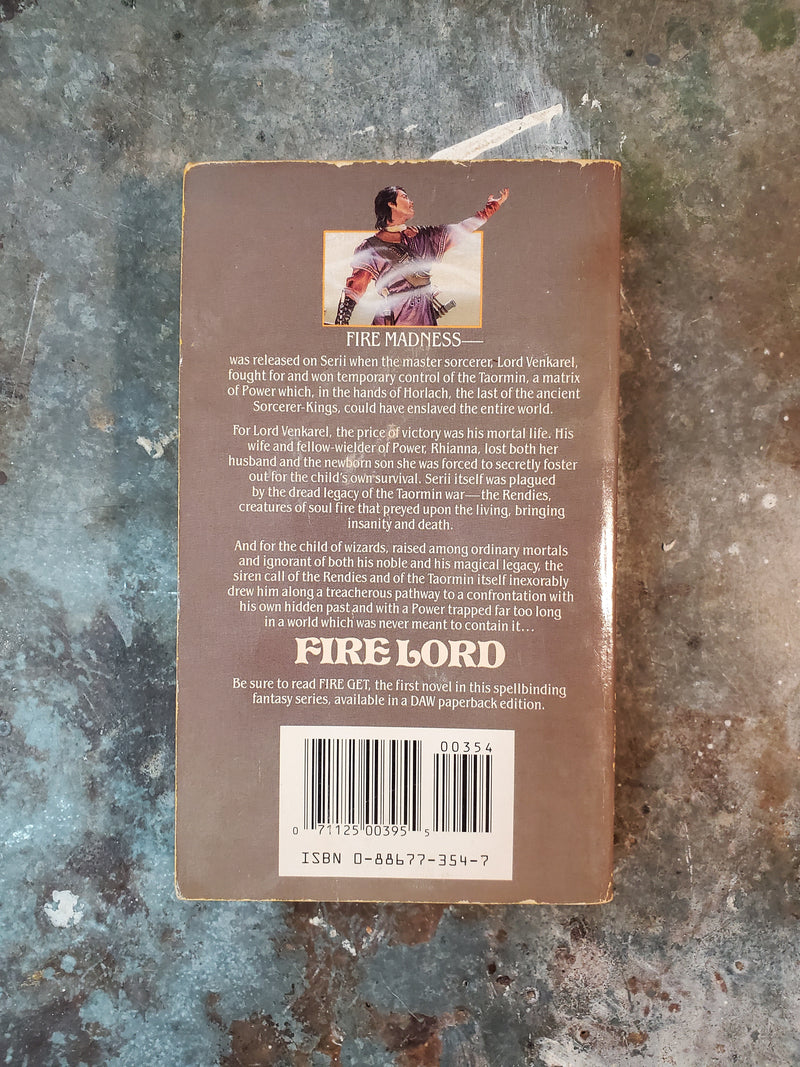 FIRE MADNESS—
was released on Serii when the master sorcerer, Lord Venkarel,
fought for and won temporary control of the Taormin, a matrix
of Power which, in the hands of Horlach, the last of the ancient
Sorcerer-Kings, could have enslaved the entire world.
For Lord Venkarel, the price of victory was his mortal life. His
wife and fellow-wielder of Power, Rhianna, lost both her
husband and the newborn son she was forced to secretly foster
out for the child's own survival. Serii itself was plagued
by the dread legacy of the Taormin war—the Rendies,
creatures of soul fire that preyed upon the living, bringing
insanity and death.
And for the child of wizards, raised among ordinary mortals
and ignorant of both his noble and his magical legacy, the
siren call of the Rendies and of the Taormin itself inexorably
drew him along a treacherous pathway to a confrontation with
his own hidden past and with a Power trapped far too long
in a world which was never meant to contain it...
FIRE LORD
Be sure to read FIRE GET, the first novel in this spellbinding
fantasy series, available in a DAW paperback edition.
00354
0 71125 00395 5
ISBN 0-88677-354-7